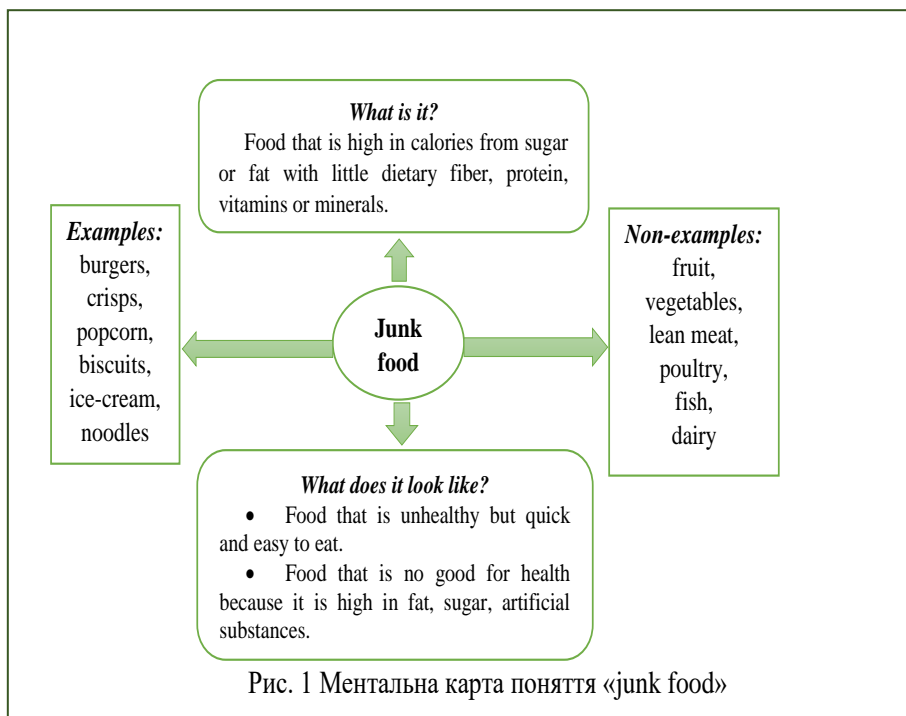 What is it?
Food that is high in calories from sugar
or fat with little dietary fiber, protein,
vitamins or minerals.
Examples:
burgers,
crisps,
popcorn,
biscuits,
ice-cream,
noodles
Junk
food
Non-examples:
fruit,
vegetables,
lean meat,
poultry,
fish,
dairy
What does it look like?
• Food that is unhealthy but quick
and easy to eat.
• Food that is no good for health
because it is high in fat, sugar, artificial
substances.
Рис. 1 Ментальна карта поняття «junk food»